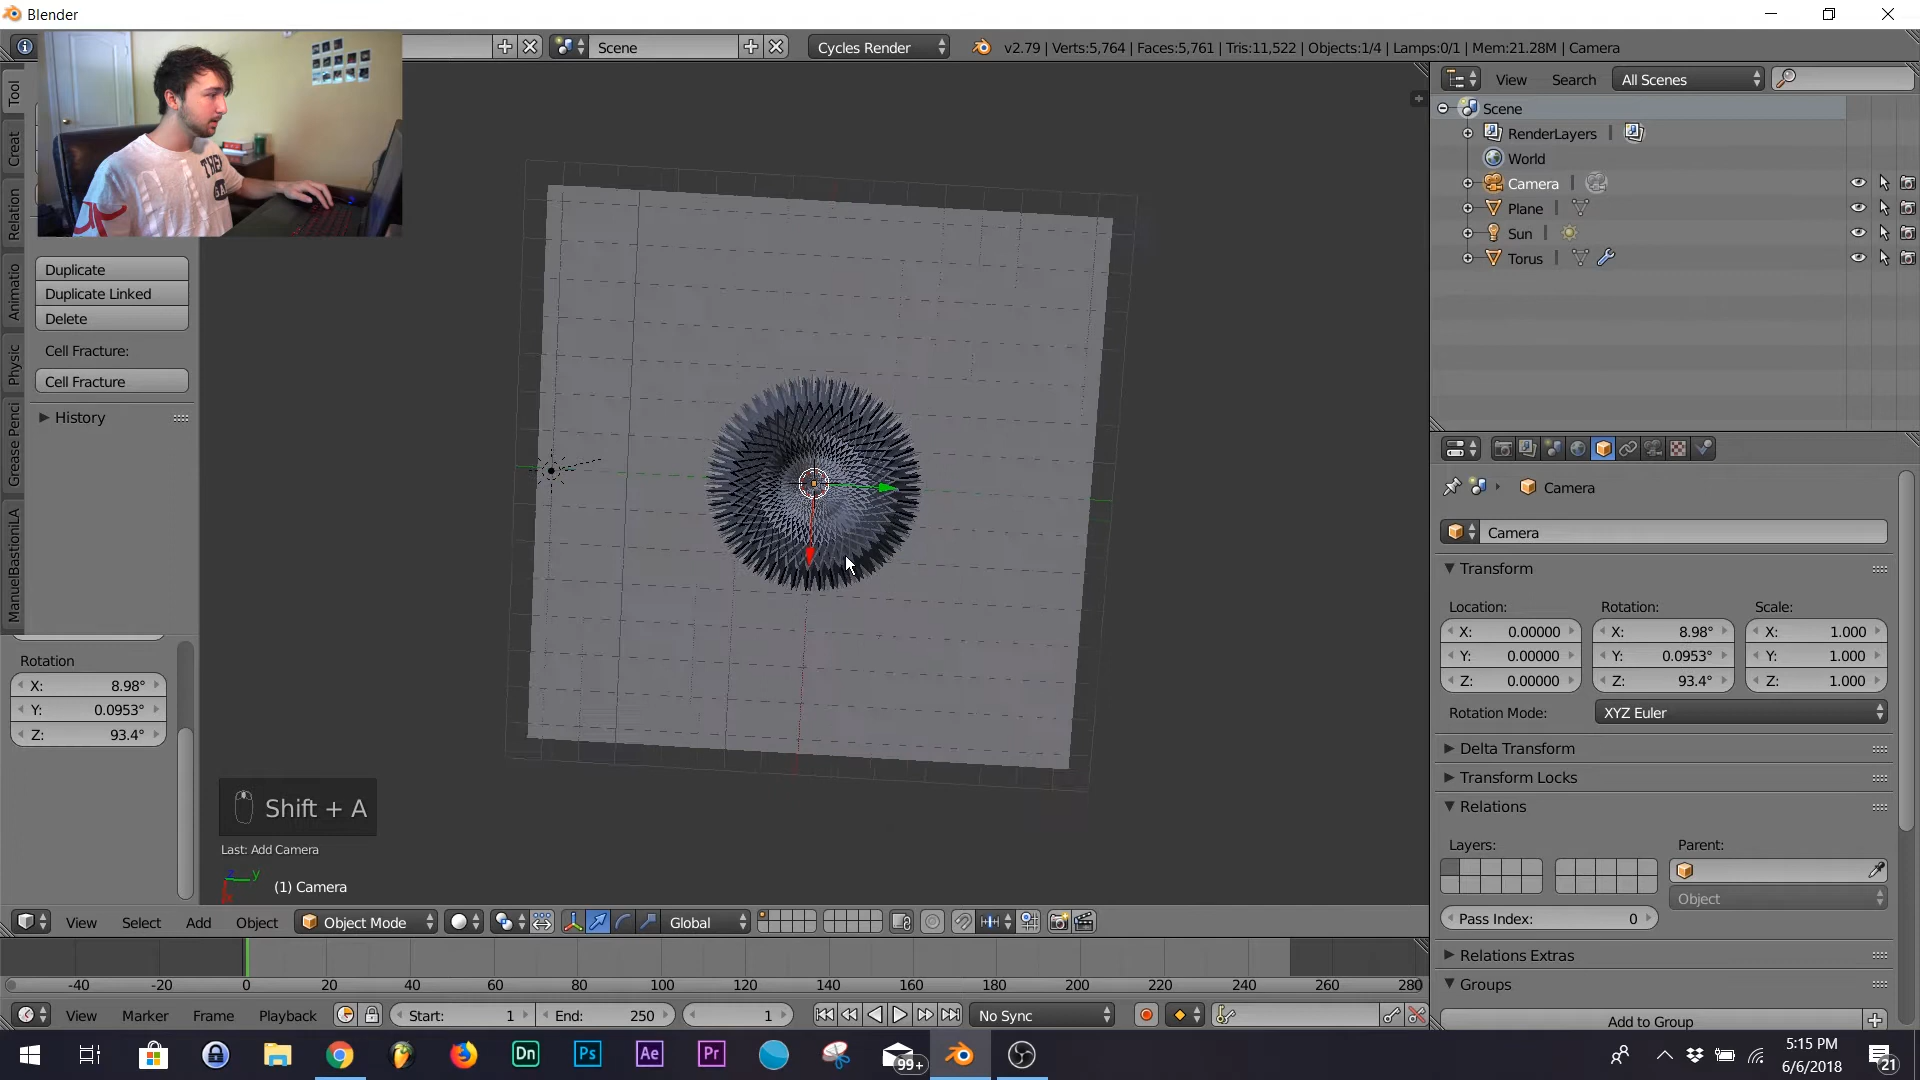 Blender
Scene
Cycles Render
v2.79 | Verts:5,764 | Faces:5,761 | Tris:11,522 | Objects:1/4 | Lamps:0/1 | Mem:21.28M | Camera
Tool
Creat
Relation
Animatio
Physic
Grease Penci
ManuelBastioniLA
Duplicate
Duplicate Linked
Delete
Cell Fracture:
Cell Fracture
History
Rotation
X: 8.98°
Y: 0.0953°
Z: 93.4°
Shift + A
Last: Add Camera
z y
(1) Camera
View Select Add Object Object Mode Global
-40 -20 0 20 40 60 80 100 120 140 160 180 200 220 240 260 280
View Marker Frame Playback Start: 1 End: 250 1 No Sync
View Search All Scenes
Scene
RenderLayers |
World
Camera |
Plane |
Sun |
Torus |
Camera
Camera
Transform
Location: Rotation: Scale:
X: 0.00000 X: 8.98° X: 1.000
Y: 0.00000 Y: 0.0953° Y: 1.000
Z: 0.00000 Z: 93.4° Z: 1.000
Rotation Mode: XYZ Euler
Delta Transform
Transform Locks
Relations
Layers: Parent:
Object
Pass Index: 0
Relations Extras
Groups
Add to Group
Dn Ps Ae Pr 99+
5:15 PM
6/6/2018
21